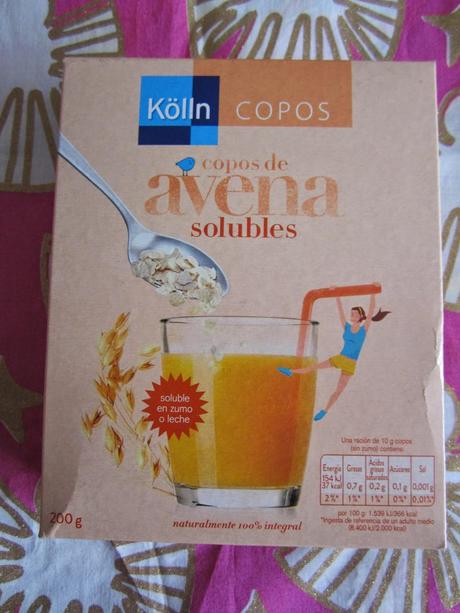 Kölln COPOS
copos de
avena
solubles
soluble
en zumo
o leche
Una ración de 10 g copos
(sin zumo) contiene:
Energía Grasas Ácidos grasos saturados Azúcares Sal
154 kJ
37 kcal 0,7 g 0,2 g 0,1 g 0,001g
2%* 1%* 1%* 0%* 0,01%*
por 100 g: 1.539 kJ/366 kcal
*Ingesta de referencia de un adulto medio
(8.400 kJ/2.000 kcal)
200 g
naturalmente 100% integral